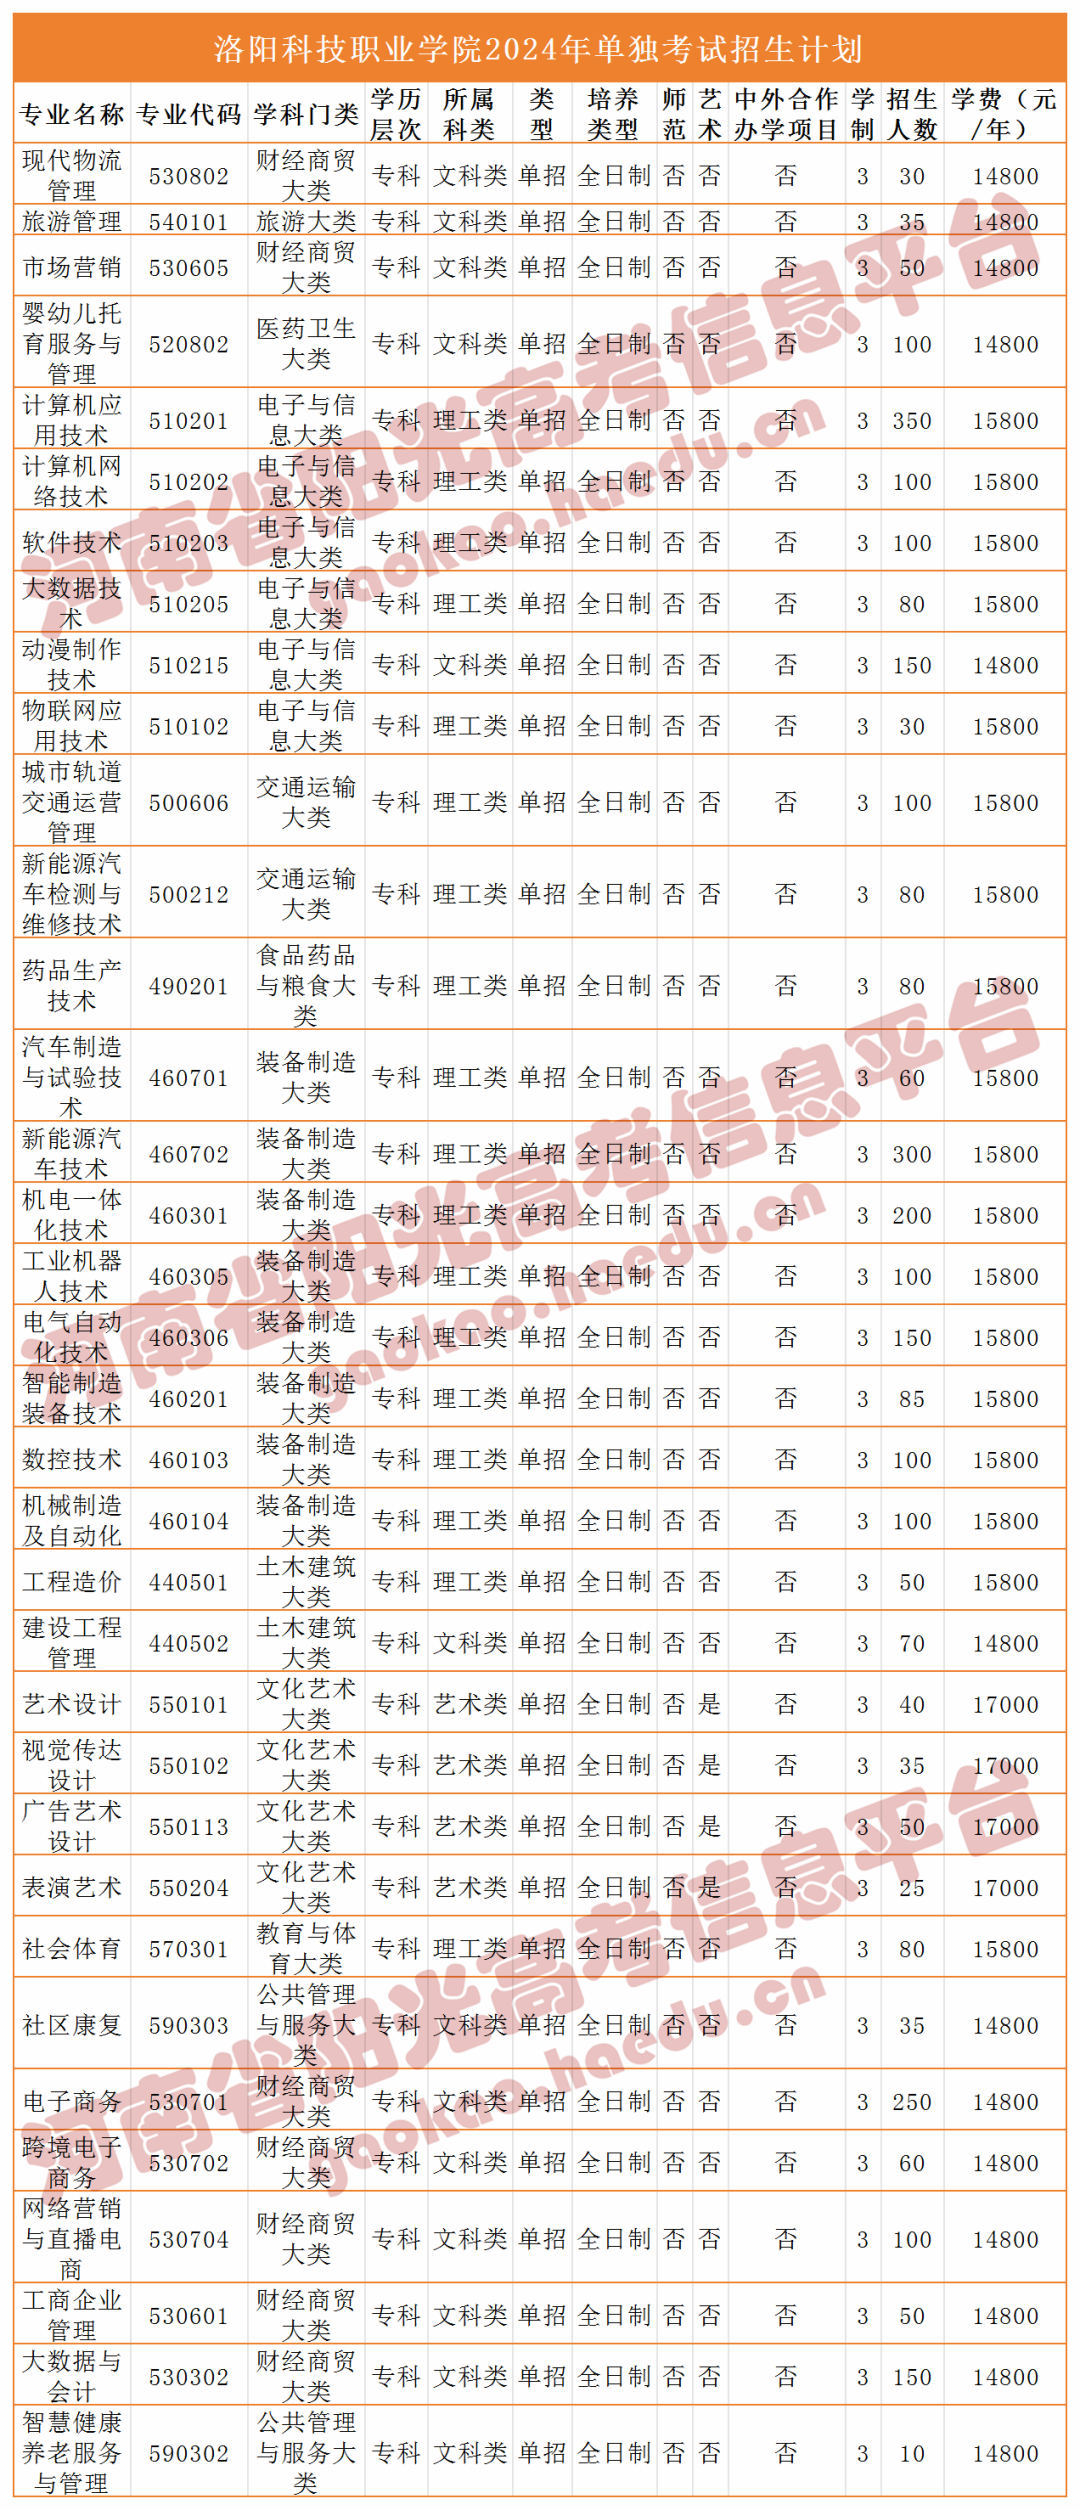 洛阳科技职业学院2024年单独考试招生计划
专业名称 专业代码 学科门类 学历层次 所属科类 类型 培养类型 师范 艺术 中外合作办学项目 学制 招生人数 学费（元/年）
现代物流管理 530802 财经商贸大类 专科 文科类 单招 全日制 否 否 否 3 30 14800
旅游管理 540101 旅游大类 专科 文科类 单招 全日制 否 否 否 3 35 14800
市场营销 530605 财经商贸大类 专科 文科类 单招 全日制 否 否 否 3 50 14800
婴幼儿托育服务与管理 520802 医药卫生大类 专科 文科类 单招 全日制 否 否 否 3 100 14800
计算机应用技术 510201 电子与信息大类 专科 理工类 单招 全日制 否 否 否 3 350 15800
计算机网络技术 510202 电子与信息大类 专科 理工类 单招 全日制 否 否 否 3 100 15800
软件技术 510203 电子与信息大类 专科 理工类 单招 全日制 否 否 否 3 100 15800
大数据技术 510205 电子与信息大类 专科 理工类 单招 全日制 否 否 否 3 80 15800
动漫制作技术 510215 电子与信息大类 专科 文科类 单招 全日制 否 否 否 3 150 14800
物联网应用技术 510102 电子与信息大类 专科 理工类 单招 全日制 否 否 否 3 30 15800
城市轨道交通运营管理 500606 交通运输大类 专科 理工类 单招 全日制 否 否 否 3 100 15800
新能源汽车检测与维修技术 500212 交通运输大类 专科 理工类 单招 全日制 否 否 否 3 80 15800
药品生产技术 490201 食品药品与粮食大类 专科 理工类 单招 全日制 否 否 否 3 80 15800
汽车制造与试验技术 460701 装备制造大类 专科 理工类 单招 全日制 否 否 否 3 60 15800
新能源汽车技术 460702 装备制造大类 专科 理工类 单招 全日制 否 否 否 3 300 15800
机电一体化技术 460301 装备制造大类 专科 理工类 单招 全日制 否 否 否 3 200 15800
工业机器人技术 460305 装备制造大类 专科 理工类 单招 全日制 否 否 否 3 100 15800
电气自动化技术 460306 装备制造大类 专科 理工类 单招 全日制 否 否 否 3 150 15800
智能制造装备技术 460201 装备制造大类 专科 理工类 单招 全日制 否 否 否 3 85 15800
数控技术 460103 装备制造大类 专科 理工类 单招 全日制 否 否 否 3 100 15800
机械制造及自动化 460104 装备制造大类 专科 理工类 单招 全日制 否 否 否 3 100 15800
工程造价 440501 土木建筑大类 专科 理工类 单招 全日制 否 否 否 3 50 15800
建设工程管理 440502 土木建筑大类 专科 文科类 单招 全日制 否 否 否 3 70 14800
艺术设计 550101 文化艺术大类 专科 艺术类 单招 全日制 否 是 否 3 40 17000
视觉传达设计 550102 文化艺术大类 专科 艺术类 单招 全日制 否 是 否 3 35 17000
广告艺术设计 550113 文化艺术大类 专科 艺术类 单招 全日制 否 是 否 3 50 17000
表演艺术 550204 文化艺术大类 专科 艺术类 单招 全日制 否 是 否 3 25 17000
社会体育 570301 教育与体育大类 专科 理工类 单招 全日制 否 否 否 3 80 15800
社区康复 590303 公共管理与服务大类 专科 文科类 单招 全日制 否 否 否 3 35 14800
电子商务 530701 财经商贸大类 专科 文科类 单招 全日制 否 否 否 3 250 14800
跨境电子商务 530702 财经商贸大类 专科 文科类 单招 全日制 否 否 否 3 60 14800
网络营销与直播电商 530704 财经商贸大类 专科 文科类 单招 全日制 否 否 否 3 100 14800
工商企业管理 530601 财经商贸大类 专科 文科类 单招 全日制 否 否 否 3 50 14800
大数据与会计 530302 财经商贸大类 专科 文科类 单招 全日制 否 否 否 3 150 14800
智慧健康养老服务与管理 590302 公共管理与服务大类 专科 文科类 单招 全日制 否 否 否 3 10 14800
河南省阳光高考信息平台
gaokao.haedu.cn
河南省阳光高考信息平台
gaokao.haedu.cn
河南省阳光高考信息平台
gaokao.haedu.cn